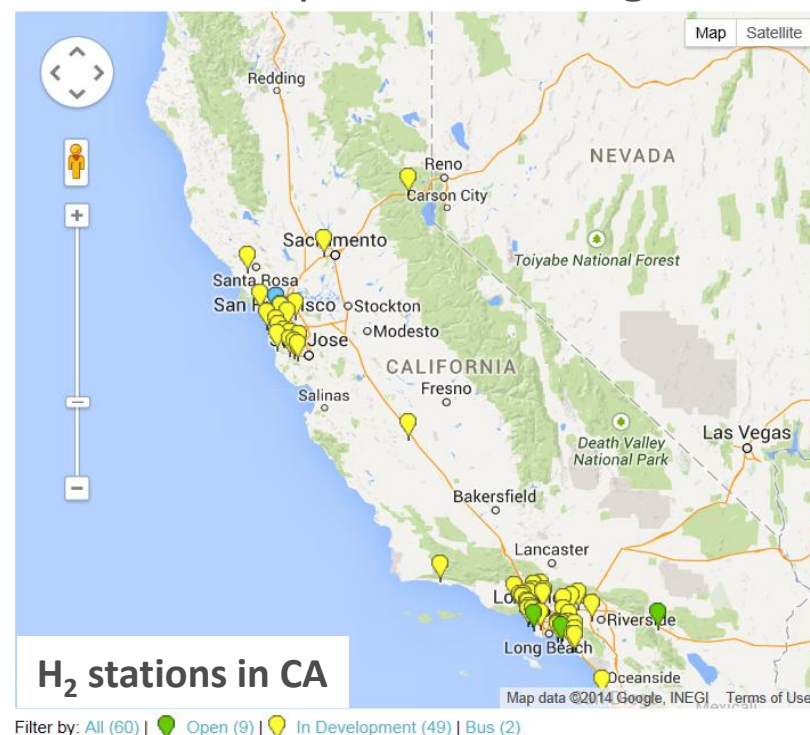 Map Satellite
Redding
Reno
NEVADA
Carson City
Sacramento
Toiyabe National Forest
Santa Rosa
San Francisco
Stockton
Modesto
San Jose
CALIFORNIA
Fresno
Salinas
Las Vegas
Death Valley
National Park
Bakersfield
Lancaster
Riverside
Long Beach
H₂ stations in CA
Oceanside
Map data ©2014 Google, INEGI Terms of Use
Filter by: All (60) | Open (9) | In Development (49) | Bus (2)